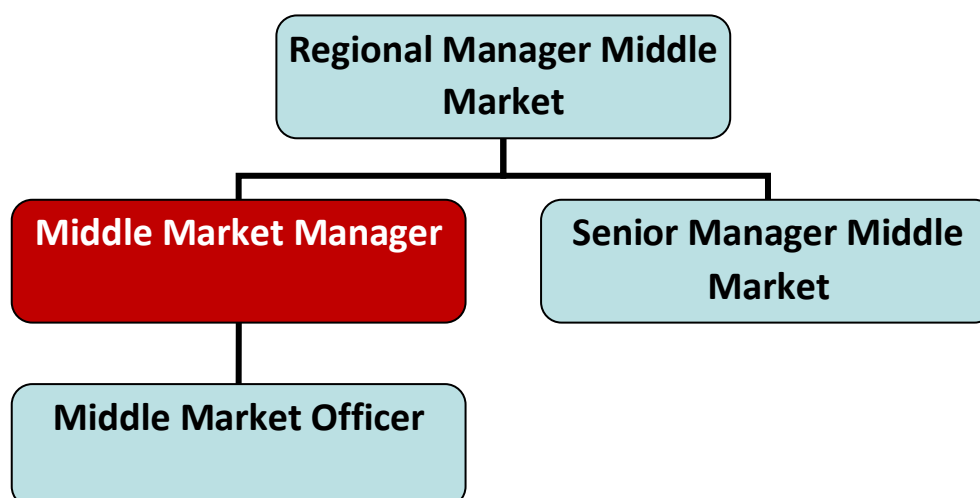 Regional Manager Middle
Market
Middle Market Manager
Senior Manager Middle
Market
Middle Market Officer